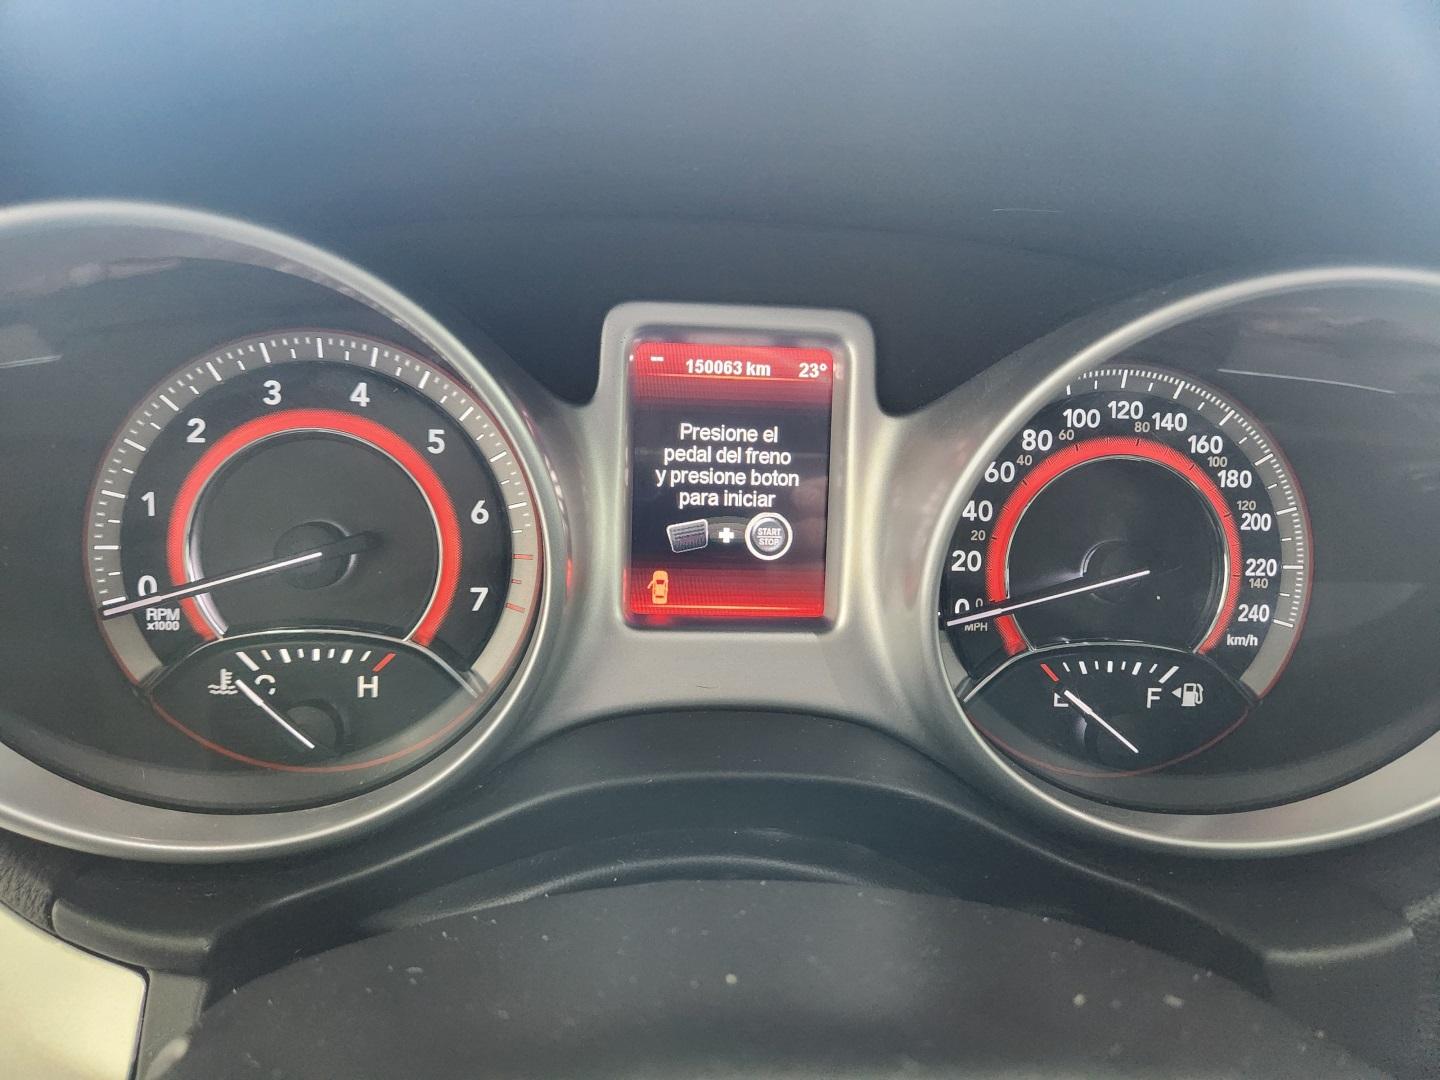 150063 km 23°
Presione el
pedal del freno
y presione boton
para iniciar
START
STOP
0
1
2
3
4
5
6
7
RPM
x1000
C
H
0
20
40
60
80
100
120
140
160
180
200
220
240
km/h
0
20
40
60
80
100
120
140
MPH
E
F